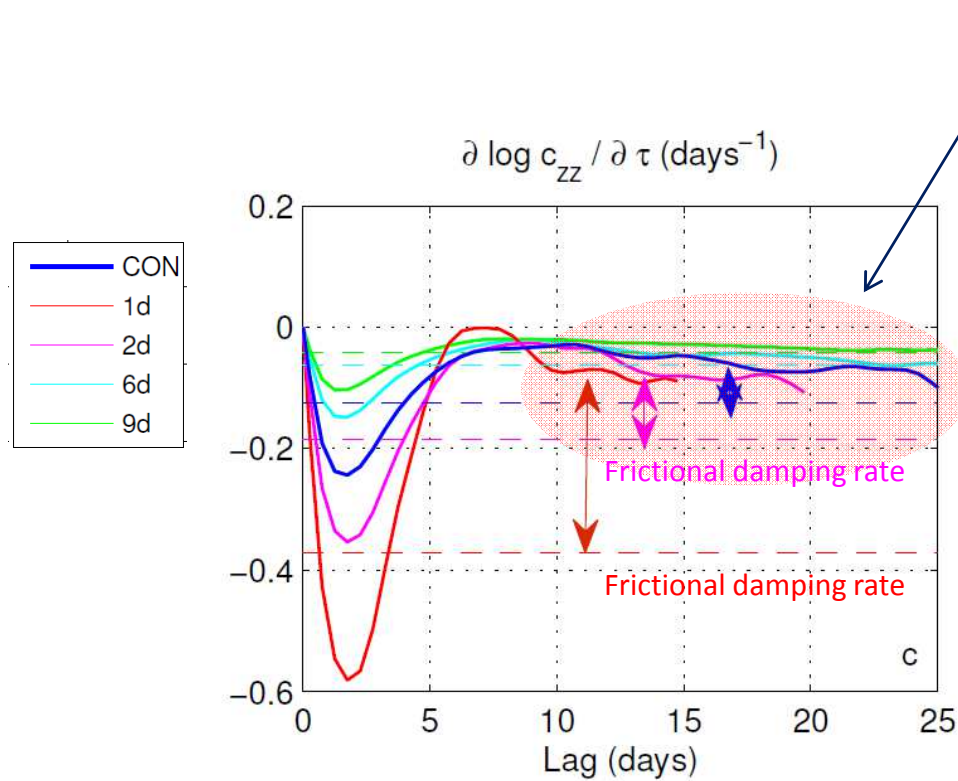 ∂ log c_zz / ∂ τ (days⁻¹)
CON
1d
2d
6d
9d
0.2
0
−0.2
−0.4
−0.6
Frictional damping rate
Frictional damping rate
c
0 5 10 15 20 25
Lag (days)